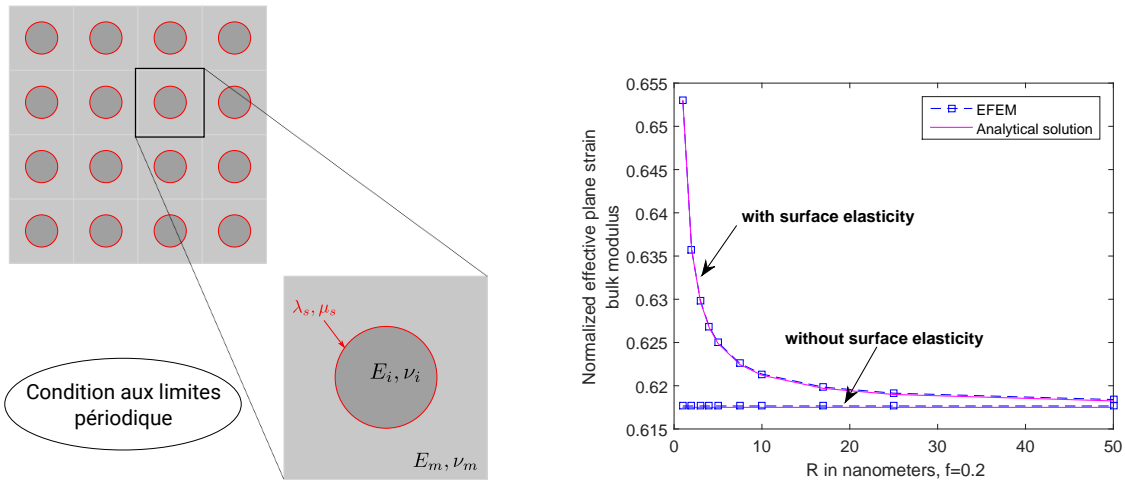 λs, μs
Ei, νi
Em, νm
Condition aux limites
périodique
Normalized effective plane strain
bulk modulus
0.655
0.65
0.645
0.64
0.635
0.63
0.625
0.62
0.615
EFEM
Analytical solution
with surface elasticity
without surface elasticity
0
10
20
30
40
50
R in nanometers, f=0.2